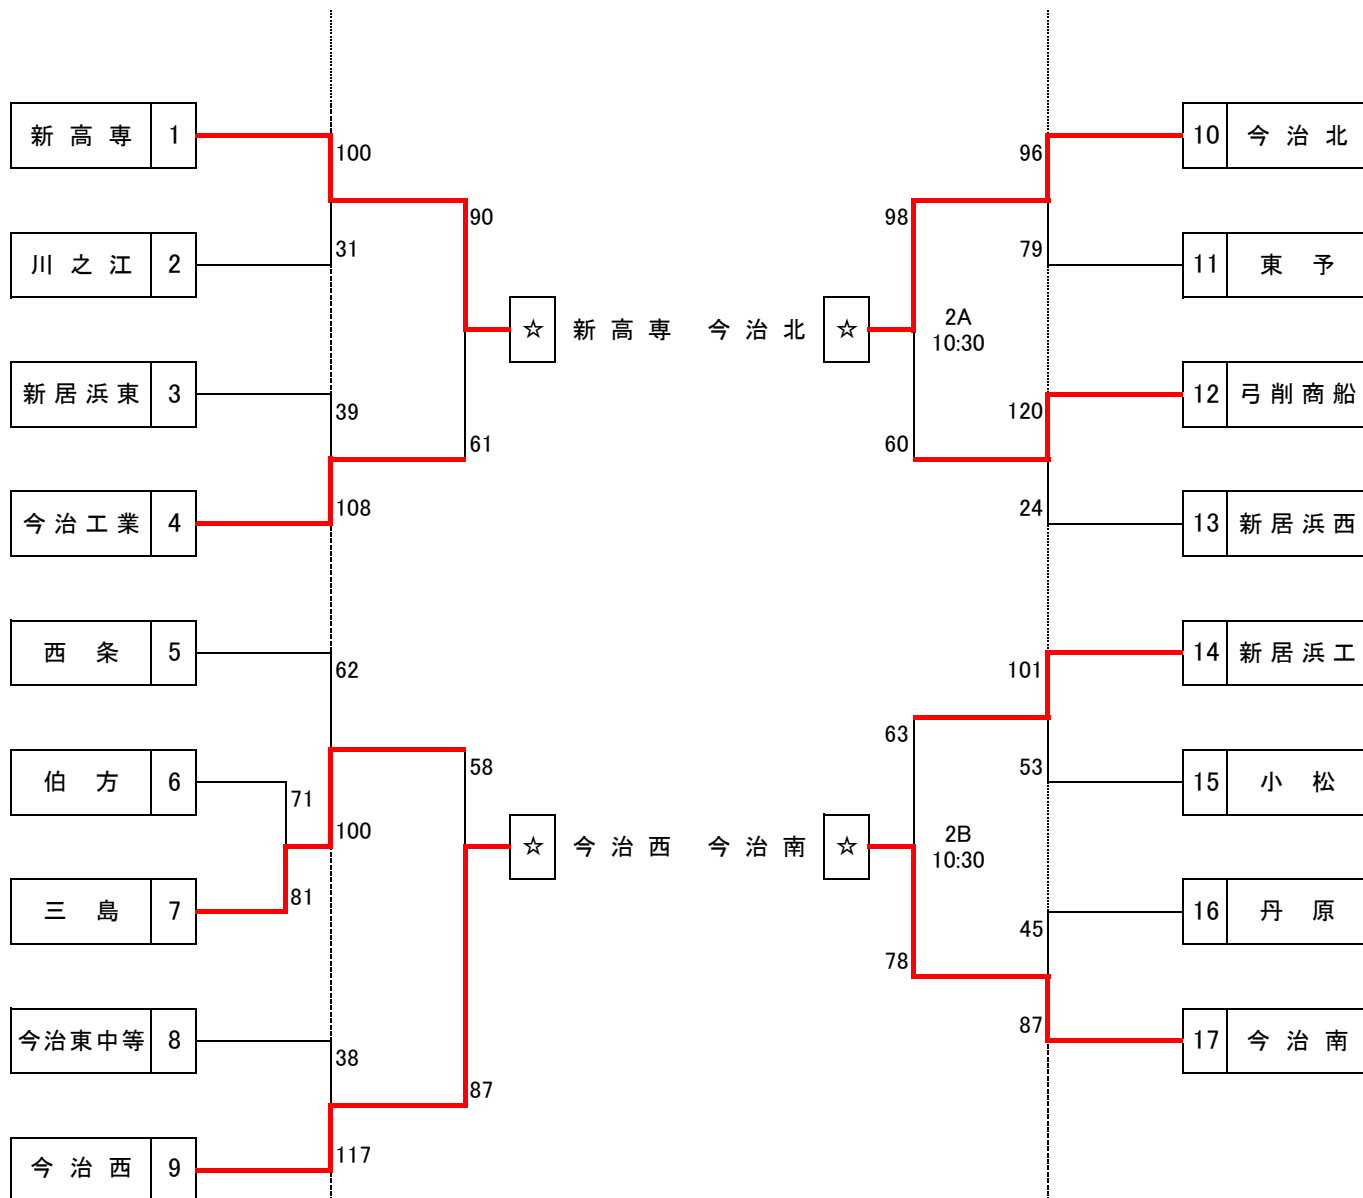 新高専 1
100
31
川之江 2
90
新居浜東 3
39
61
今治工業 4
108
☆ 新高専
西条 5
62
伯方 6
71
100
三島 7
81
58
今治東中等 8
38
87
今治西 9
117
☆ 今治西
10 今治北
96
79
11 東予
98
今治北 ☆
2A
10:30
12 弓削商船
120
60
24
13 新居浜西
14 新居浜工
101
63
53
15 小松
今治南 ☆
2B
10:30
16 丹原
45
78
87
17 今治南